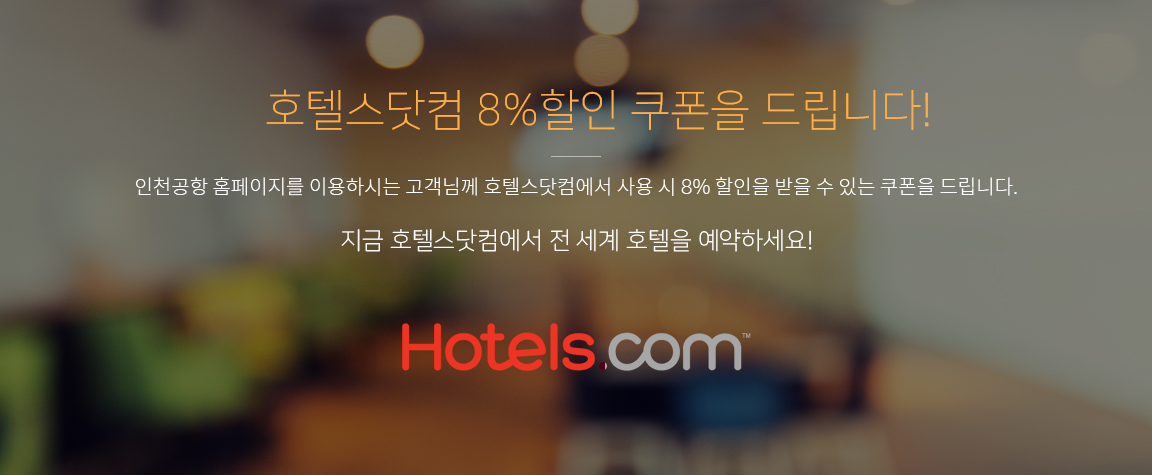 호텔스닷컴 8%할인 쿠폰을 드립니다!
인천공항 홈페이지를 이용하시는 고객님께 호텔스닷컴에서 사용 시 8% 할인을 받을 수 있는 쿠폰을 드립니다.
지금 호텔스닷컴에서 전 세계 호텔을 예약하세요!
Hotels.com™